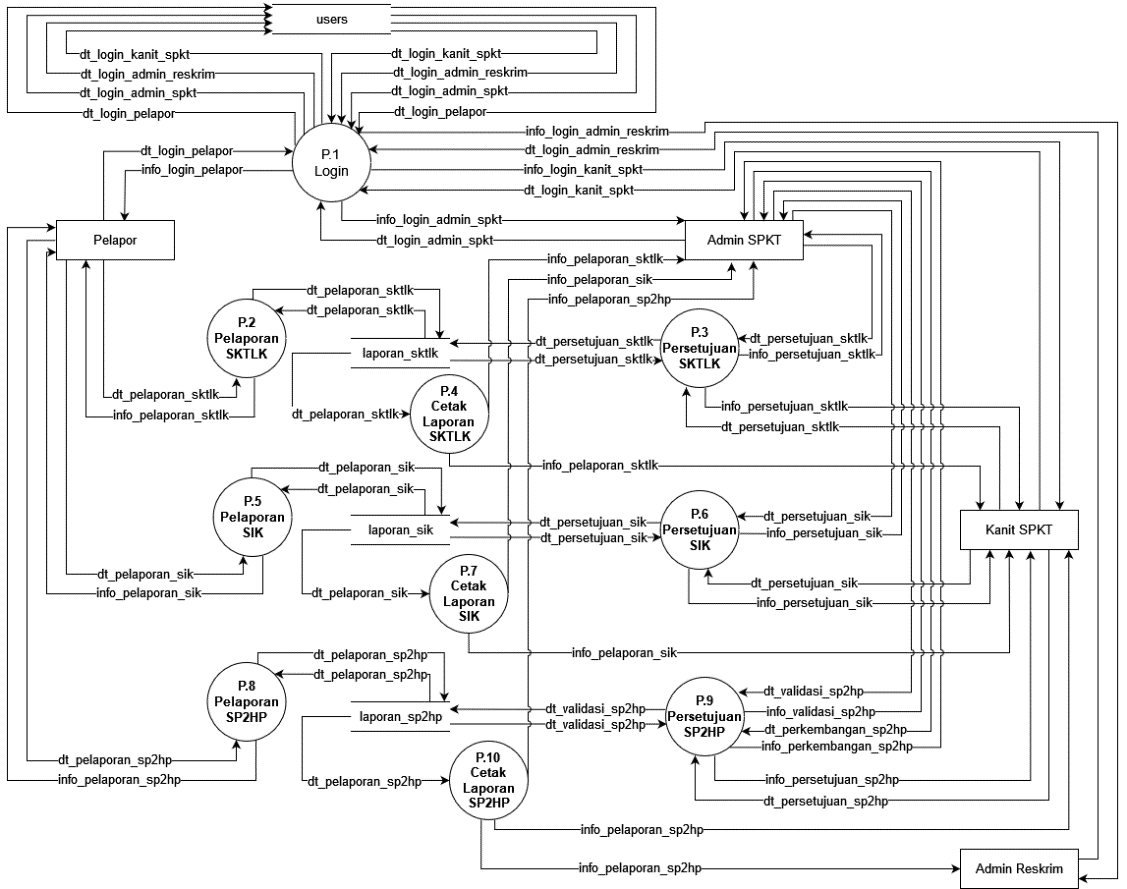 users
dt_login_kanit_spkt
dt_login_kanit_spkt
dt_login_admin_reskrim
dt_login_admin_reskrim
dt_login_admin_spkt
dt_login_admin_spkt
dt_login_pelapor
dt_login_pelapor
P.1
Login
info_login_admin_reskrim
dt_login_pelapor
dt_login_admin_reskrim
info_login_pelapor
info_login_kanit_spkt
dt_login_kanit_spkt
info_login_admin_spkt
Pelapor
dt_login_admin_spkt
Admin SPKT
info_pelaporan_sktlk
info_pelaporan_sik
info_pelaporan_sp2hp
dt_pelaporan_sktlk
dt_pelaporan_sktlk
P.2
Pelaporan
SKTLK
laporan_sktlk
dt_persetujuan_sktlk
dt_persetujuan_sktlk
P.3
Persetujuan
SKTLK
dt_persetujuan_sktlk
info_persetujuan_sktlk
dt_pelaporan_sktlk
info_pelaporan_sktlk
dt_pelaporan_sktlk
P.4
Cetak
Laporan
SKTLK
info_persetujuan_sktlk
dt_persetujuan_sktlk
info_pelaporan_sktlk
dt_pelaporan_sik
dt_pelaporan_sik
P.5
Pelaporan
SIK
laporan_sik
dt_persetujuan_sik
dt_persetujuan_sik
P.6
Persetujuan
SIK
dt_persetujuan_sik
info_persetujuan_sik
Kanit SPKT
dt_pelaporan_sik
info_pelaporan_sik
dt_pelaporan_sik
P.7
Cetak
Laporan
SIK
dt_persetujuan_sik
info_persetujuan_sik
info_pelaporan_sik
dt_pelaporan_sp2hp
dt_pelaporan_sp2hp
P.8
Pelaporan
SP2HP
laporan_sp2hp
dt_validasi_sp2hp
dt_validasi_sp2hp
P.9
Persetujuan
SP2HP
dt_validasi_sp2hp
info_validasi_sp2hp
dt_perkembangan_sp2hp
info_perkembangan_sp2hp
dt_pelaporan_sp2hp
info_pelaporan_sp2hp
dt_pelaporan_sp2hp
P.10
Cetak
Laporan
SP2HP
info_persetujuan_sp2hp
dt_persetujuan_sp2hp
info_pelaporan_sp2hp
info_pelaporan_sp2hp
Admin Reskrim